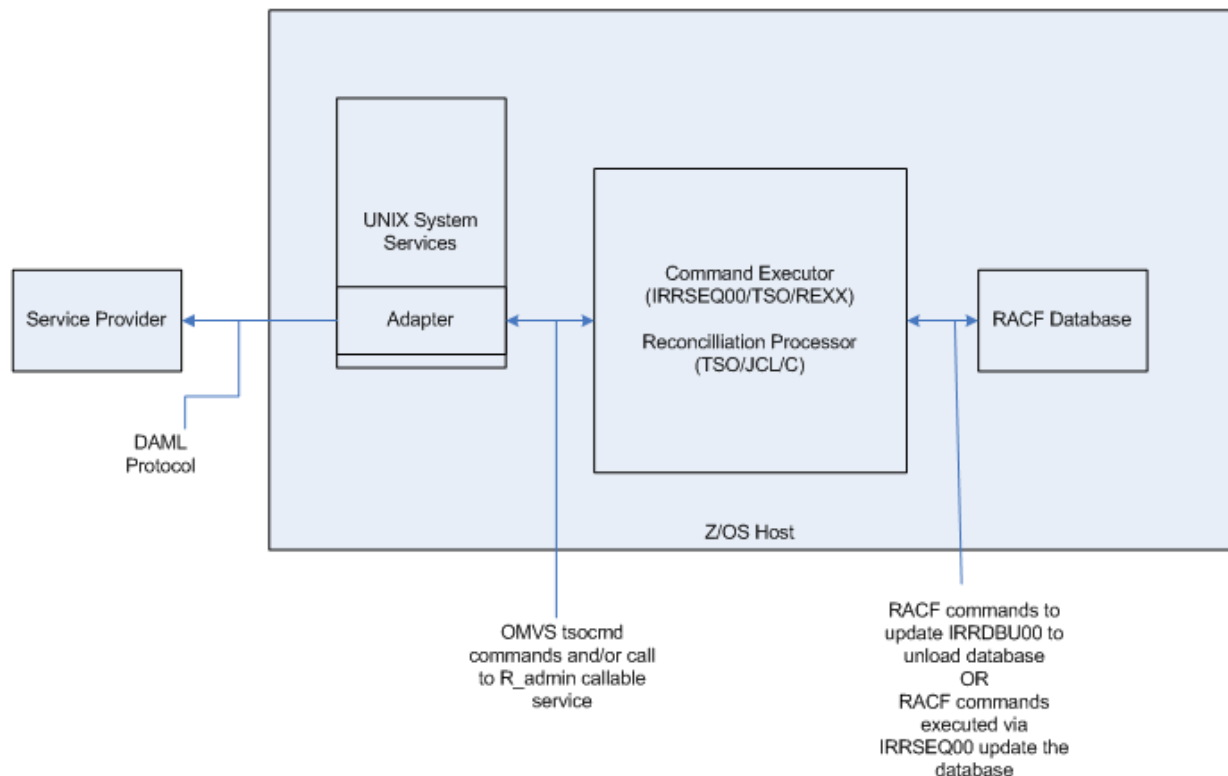 UNIX System
Services
Service Provider
Adapter
Command Executor
(IRRSEQ00/TSO/REXX)
Reconcilliation Processor
(TSO/JCL/C)
RACF Database
DAML
Protocol
Z/OS Host
OMVS tsocmd
commands and/or call
to R_admin callable
service
RACF commands to
update IRRDBU00 to
unload database
OR
RACF commands
executed via
IRRSEQ00 update the
database